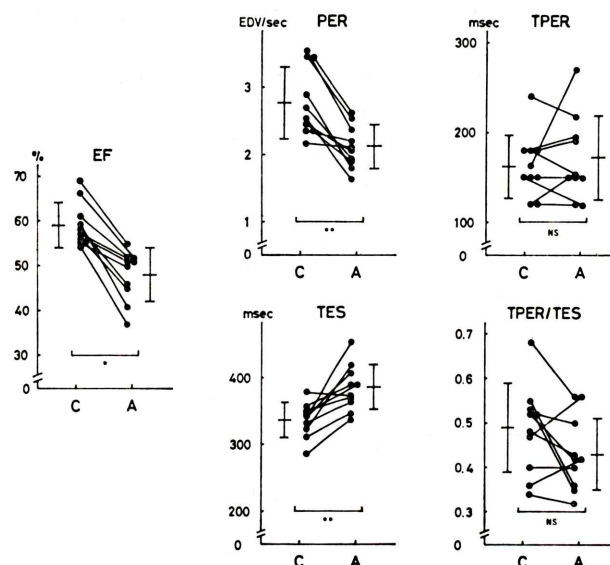 EF
%
70
60
50
40
30
0
*
C A
EDV/sec PER
3
2
1
0
**
C A
msec TPER
300
200
100
0
NS
C A
msec TES
400
300
200
0
**
C A
TPER/TES
0.7
0.6
0.5
0.4
0.3
0
NS
C A